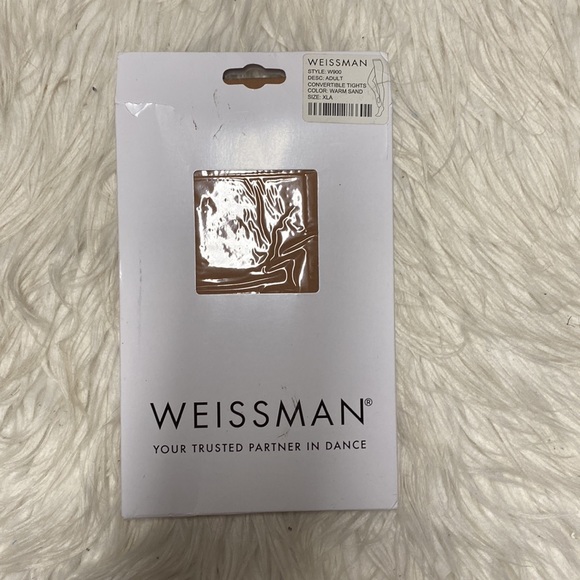 WEISSMAN
STYLE: W900
DESC: ADULT
CONVERTIBLE TIGHTS
COLOR: WARM SAND
SIZE: XLA
WEISSMAN®
YOUR TRUSTED PARTNER IN DANCE